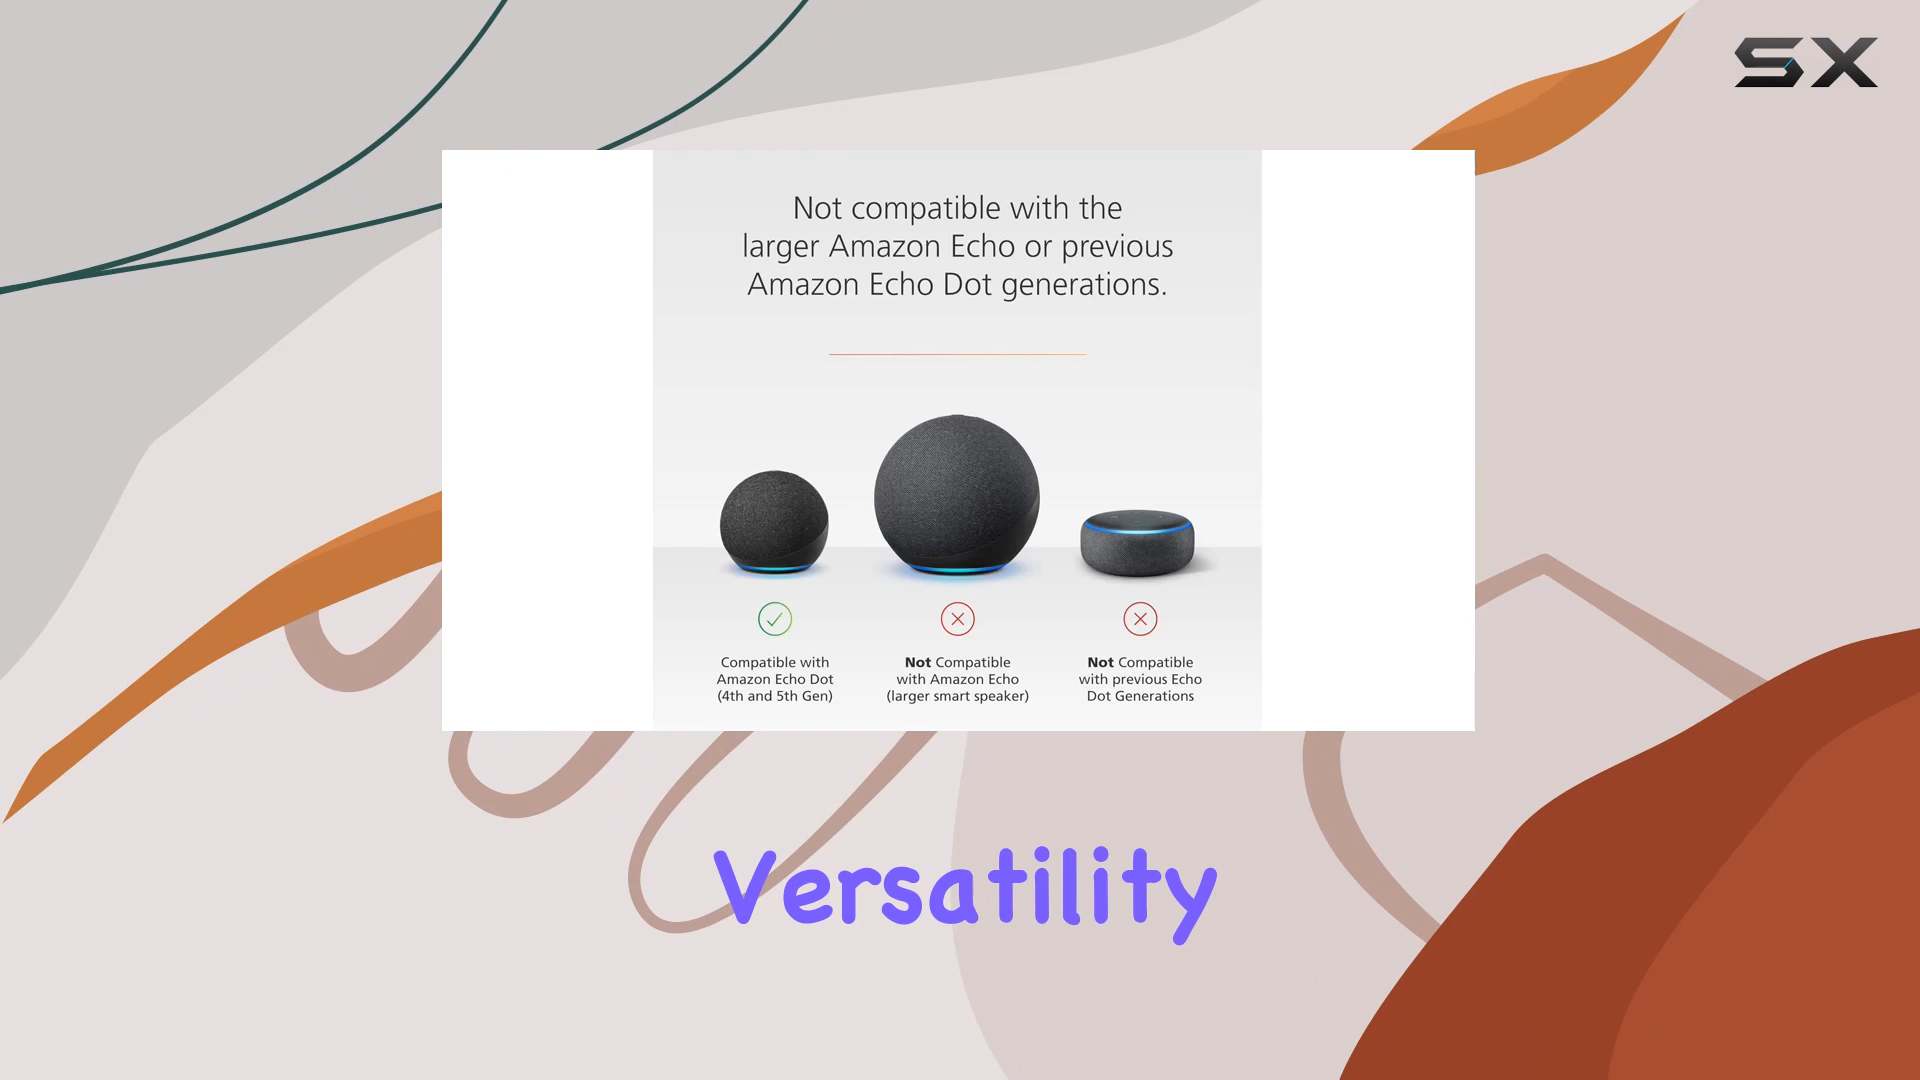 SX
Not compatible with the
larger Amazon Echo or previous
Amazon Echo Dot generations.
Compatible with
Amazon Echo Dot
(4th and 5th Gen)
Not Compatible
with Amazon Echo
(larger smart speaker)
Not Compatible
with previous Echo
Dot Generations
Versatility